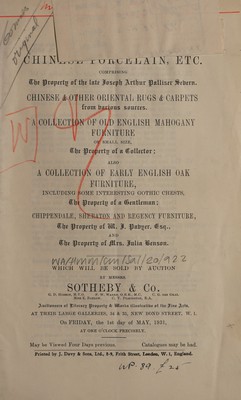 CHINESE PORCELAIN, ETC.
COMPRISING
The Property of the late Joseph Arthur Palliser Severn.
CHINESE & OTHER ORIENTAL RUGS & CARPETS
from various sources.
A COLLECTION OF OLD ENGLISH MAHOGANY
FURNITURE
OF SMALL SIZE,
The Property of a Collector;
ALSO
A COLLECTION OF EARLY ENGLISH OAK
FURNITURE,
INCLUDING SOME INTERESTING GOTHIC CHESTS,
The Property of a Gentleman;
CHIPPENDALE, SHERATON AND REGENCY FURNITURE,
The Property of W. J. Pobyer, Esq.,
AND
The Property of Mrs. Julia Benson.
WHICH WILL BE SOLD BY AUCTION
BY MESSRS
SOTHEBY & Co.
Auctioneers of Literary Property & Works illustrative of the Fine Arts,
AT THEIR LARGE GALLERIES, 34 & 35, NEW BOND STREET, W. 1,
On FRIDAY, the 1st day of MAY, 1931,
AT ONE O'CLOCK PRECISELY.
May be Viewed Four Days previous.
Catalogues may be had.
Printed by J. Davy & Sons, Ltd., 8-9, Frith Street, London, W. 1, England.